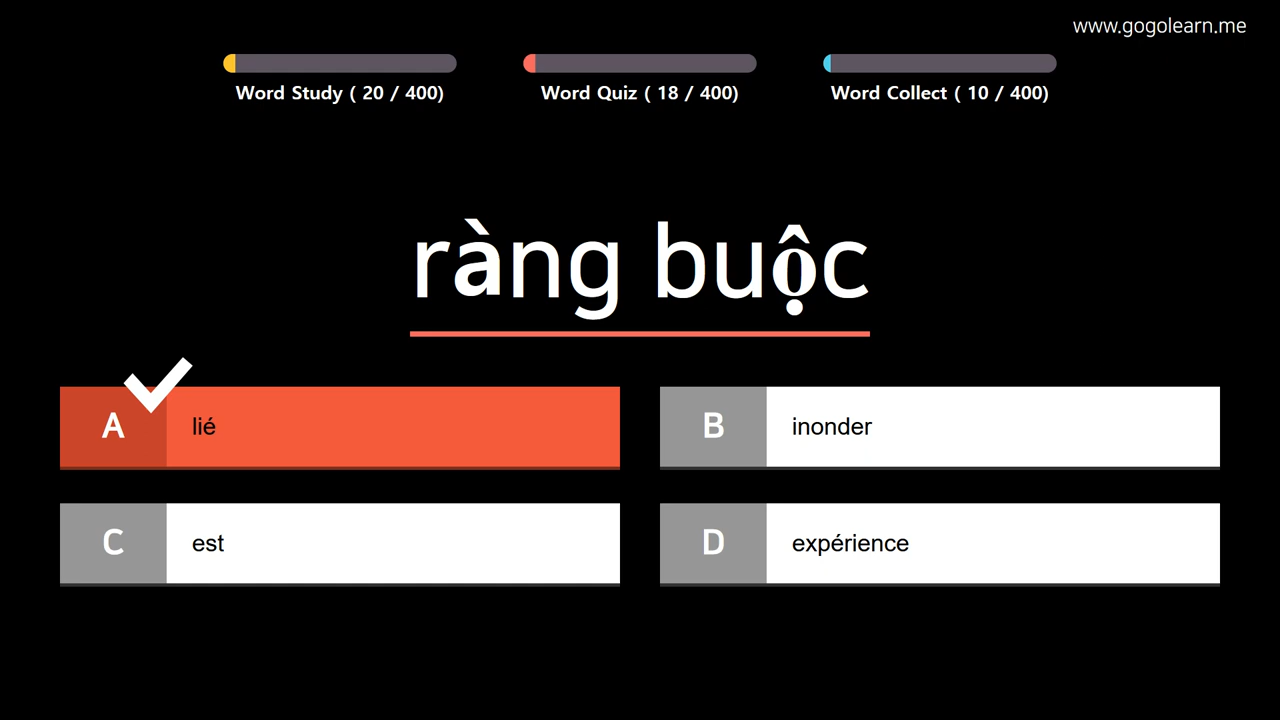 www.gogolearn.me
Word Study ( 20 / 400)
Word Quiz ( 18 / 400)
Word Collect ( 10 / 400)
ràng buộc
A lié
B inonder
C est
D expérience